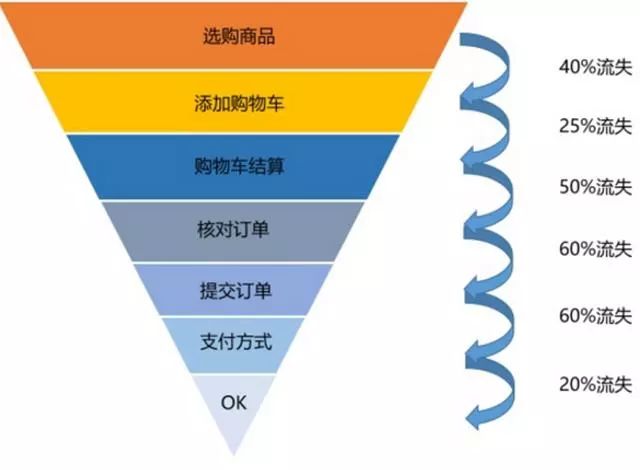 选购商品
40%流失
添加购物车
25%流失
购物车结算
50%流失
核对订单
60%流失
提交订单
60%流失
支付方式
20%流失
OK